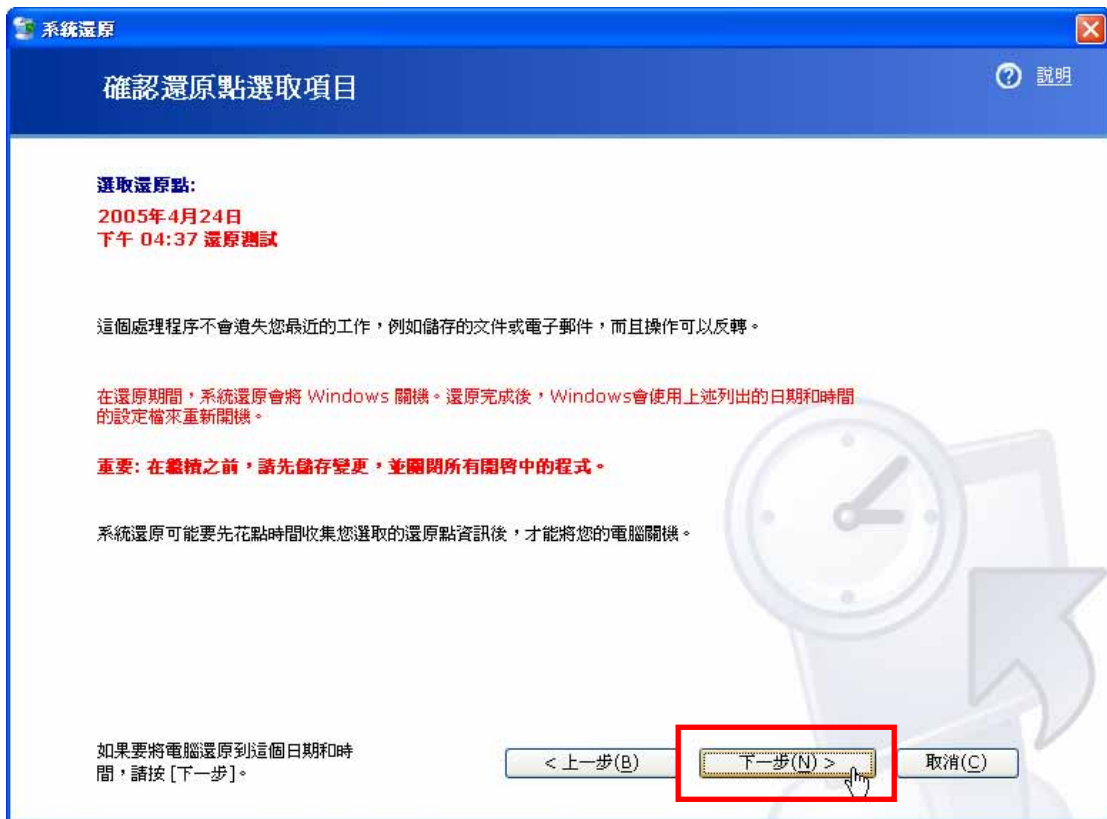 系統還原
確認還原點選取項目
說明
選取還原點:
2005年4月24日
下午 04:37 還原測試
這個處理程序不會遺失您最近的工作，例如儲存的文件或電子郵件，而且操作可以反轉。
在還原期間，系統還原會將 Windows 關機。還原完成後，Windows會使用上述列出的日期和時間
的設定檔來重新開機。
重要: 在繼續之前，請先儲存變更，並關閉所有開啓中的程式。
系統還原可能要先花點時間收集您選取的還原點資訊後，才能將您的電腦關機。
如果要將電腦還原到這個日期和時
間，請按 [下一步]。
< 上一步(B)
下一步(N) >
取消(C)